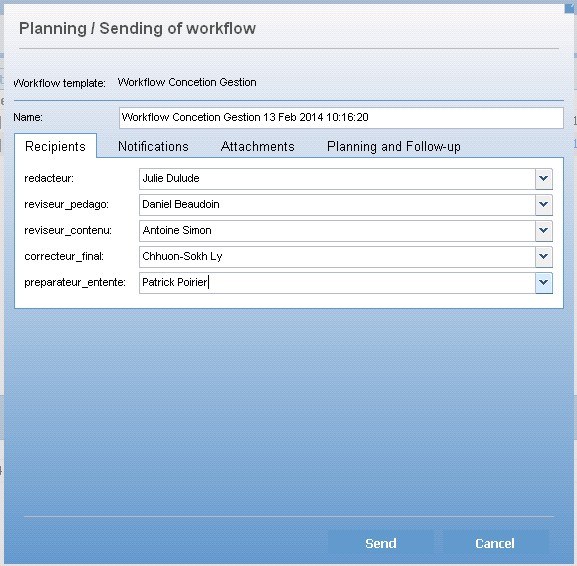 Planning / Sending of workflow
Workflow template: Workflow Concetion Gestion
Name: Workflow Concetion Gestion 13 Feb 2014 10:16:20
Recipients Notifications Attachments Planning and Follow-up
redacteur: Julie Dulude
reviseur_pedago: Daniel Beaudoin
reviseur_contenu: Antoine Simon
correcteur_final: Chhuon-Sokh Ly
preparateur_entente: Patrick Poirier
Send Cancel